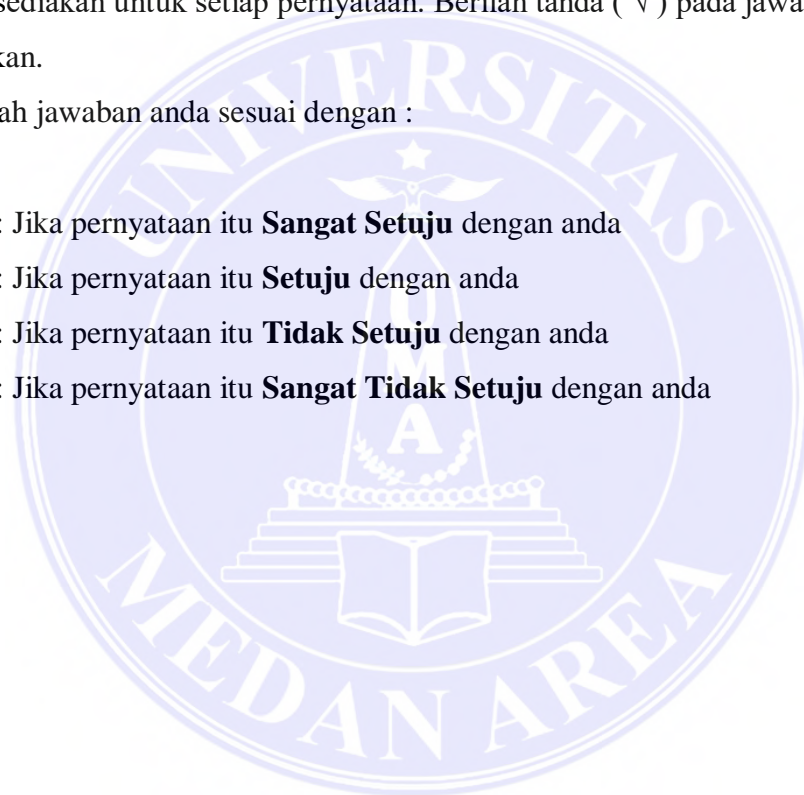 sediakan untuk setiap pernyataan. Berilah tanda ( √ ) pada jawa
kan.
ah jawaban anda sesuai dengan :
: Jika pernyataan itu Sangat Setuju dengan anda
: Jika pernyataan itu Setuju dengan anda
: Jika pernyataan itu Tidak Setuju dengan anda
: Jika pernyataan itu Sangat Tidak Setuju dengan anda
UNIVERSITAS
UMA
MEDAN AREA